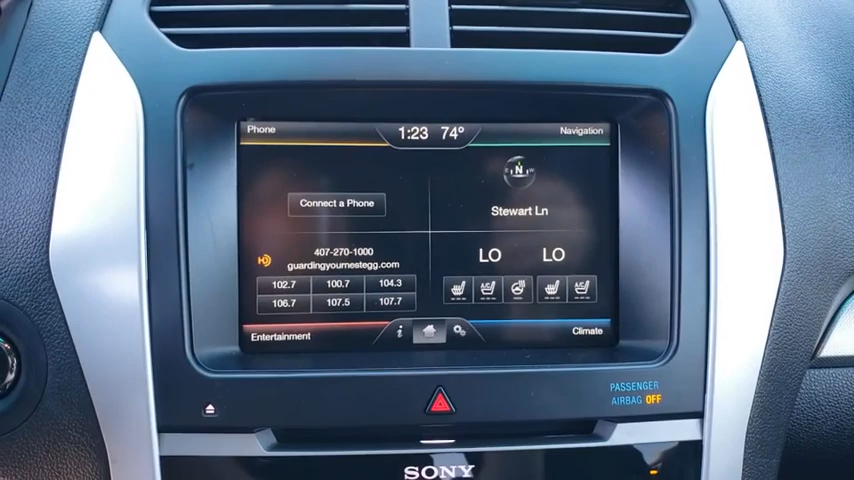 Phone
1:23 74°
Navigation
N
Connect a Phone
Stewart Ln
407-270-1000
guardingyournestegg.com
LO LO
102.7 100.7 104.3
106.7 107.5 107.7
A/C A/C
Entertainment
i
Climate
PASSENGER
AIRBAG OFF
SONY